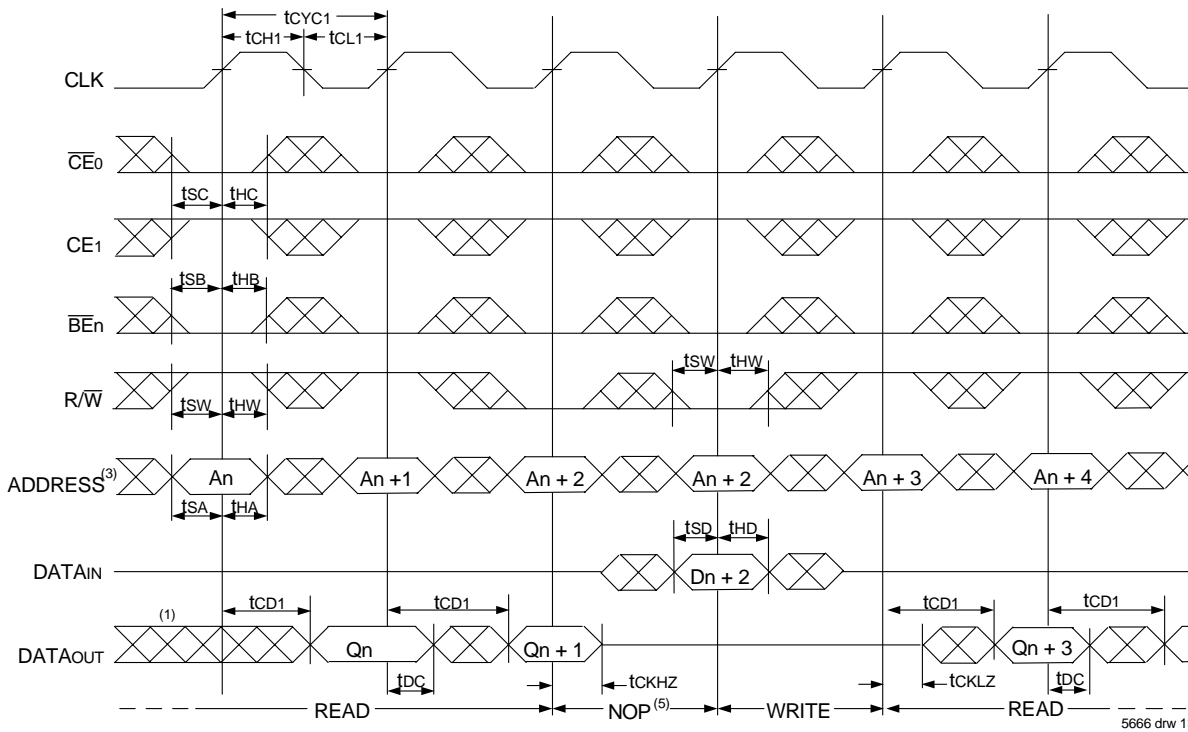 tCYC1
tCH1 tCL1
CLK
CE0
tSC tHC
CE1
tSB tHB
BEn
tSW tHW
R/W
tSW tHW
ADDRESS(3) An An +1 An + 2 An + 2 An + 3 An + 4
tSA tHA
tSD tHD
DATAIN Dn + 2
(1) tCD1 tCD1 tCD1 tCD1
DATAOUT Qn Qn + 1 Qn + 3
tDC tCKHZ tCKLZ tDC
READ NOP(5) WRITE READ
5666 drw 1